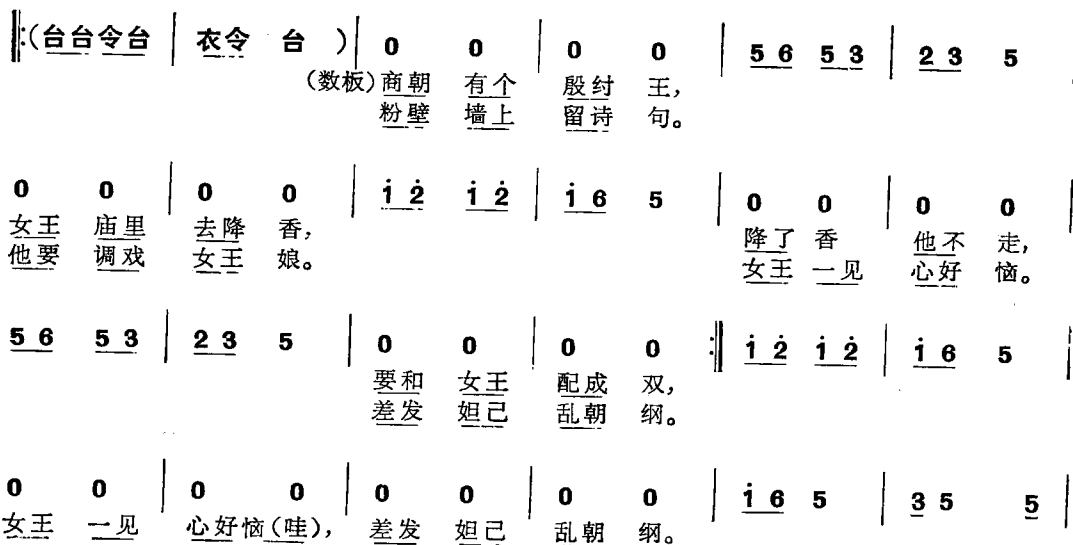 ‖:(台台令台 | 衣令 台 )| 0 0 | 0 0 | 5 6 5 3 | 2 3 5 |
(数板)商朝 有个 殷纣 王,
粉壁 墙上 留诗 句。
0 0 | 0 0 | i̇ 2̇ i̇ 2̇ | i̇ 6 5 | 0 0 | 0 0 |
女王 庙里 去降 香, 降了 香 他不 走,
他要 调戏 女王 娘。 女王 一见 心好 恼。
5 6 5 3 | 2 3 5 | 0 0 | 0 0 :‖ i̇ 2̇ i̇ 2̇ | i̇ 6 5 |
要和 女王 配成 双,
差发 妲己 乱朝 纲。
0 0 | 0 0 | 0 0 | 0 0 | i̇ 6 5 | 3 5 5 |
女王 一见 心好恼(哇), 差发 妲己 乱朝 纲。